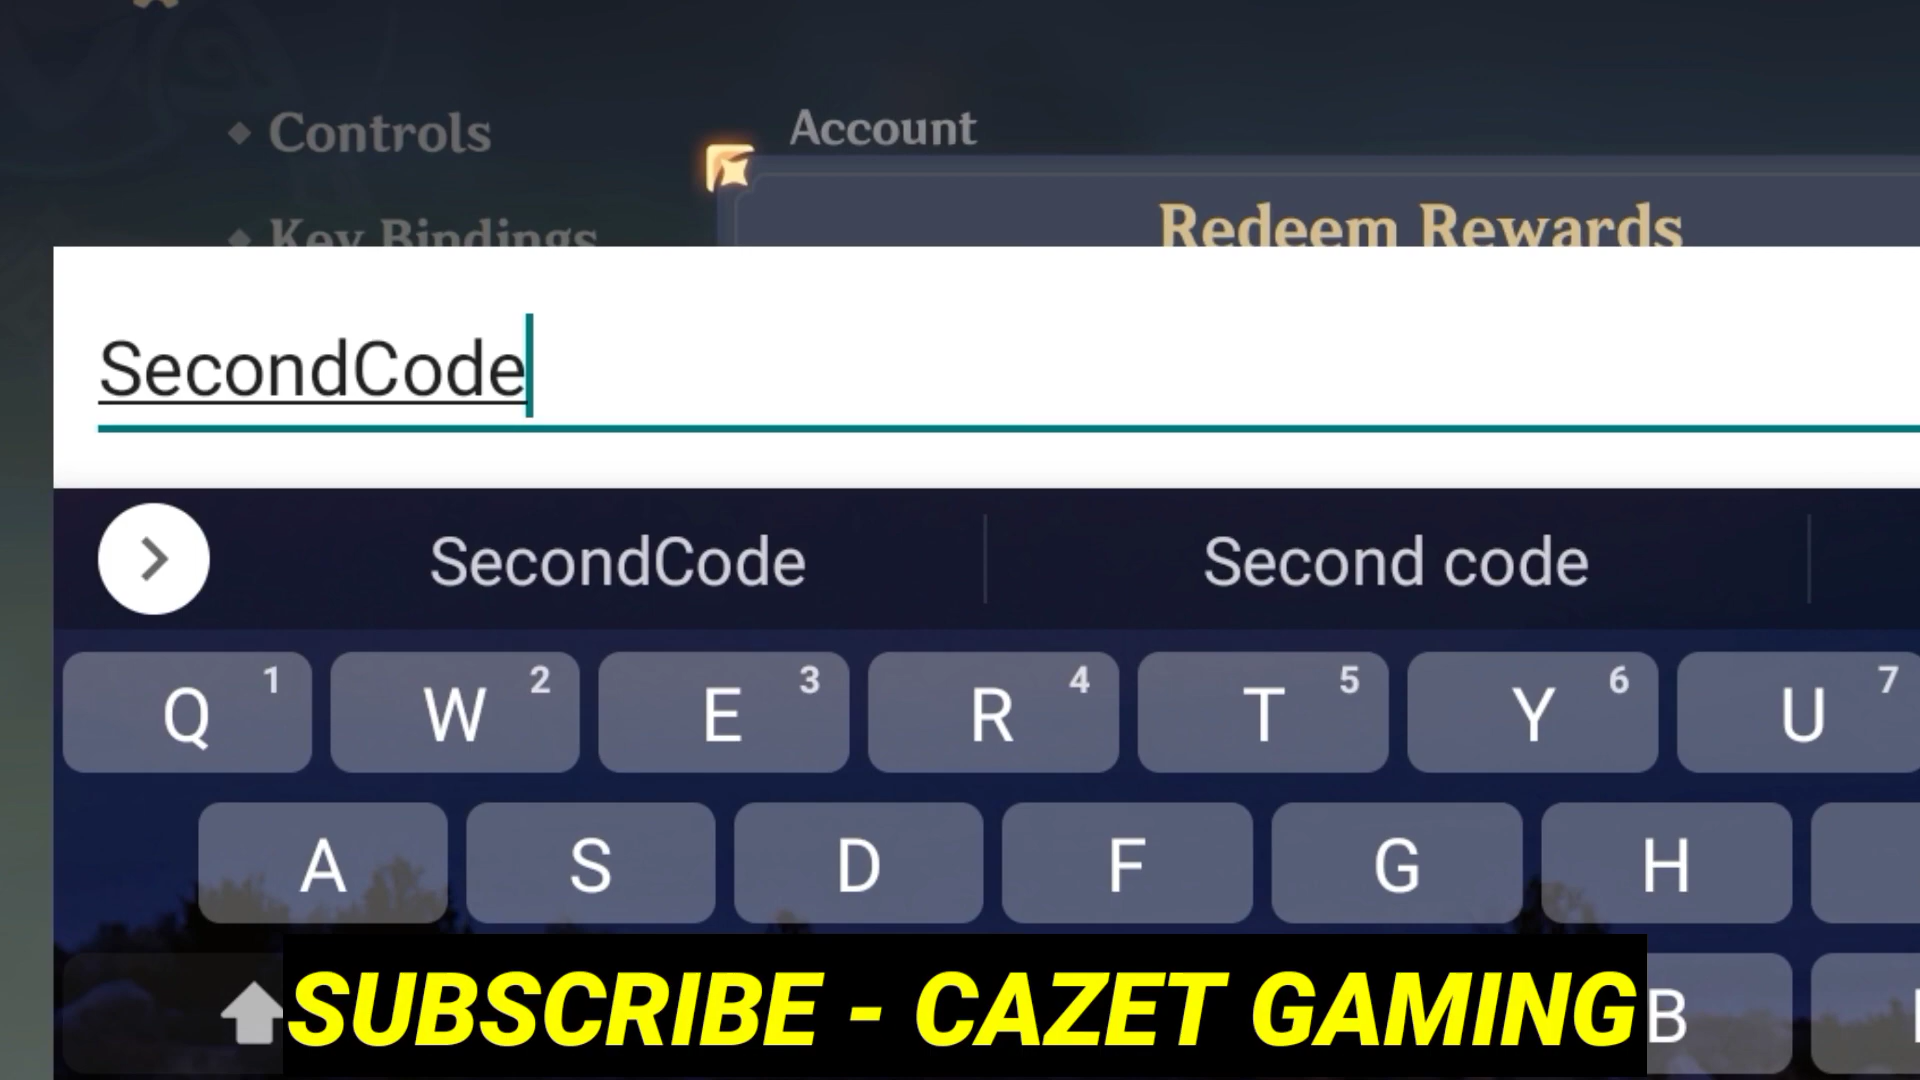 Controls
Account
Key Bindings
Redeem Rewards
SecondCode
SecondCode
Second code
Q 1 W 2 E 3 R 4 T 5 Y 6 U 7
A S D F G H
SUBSCRIBE - CAZET GAMING
B